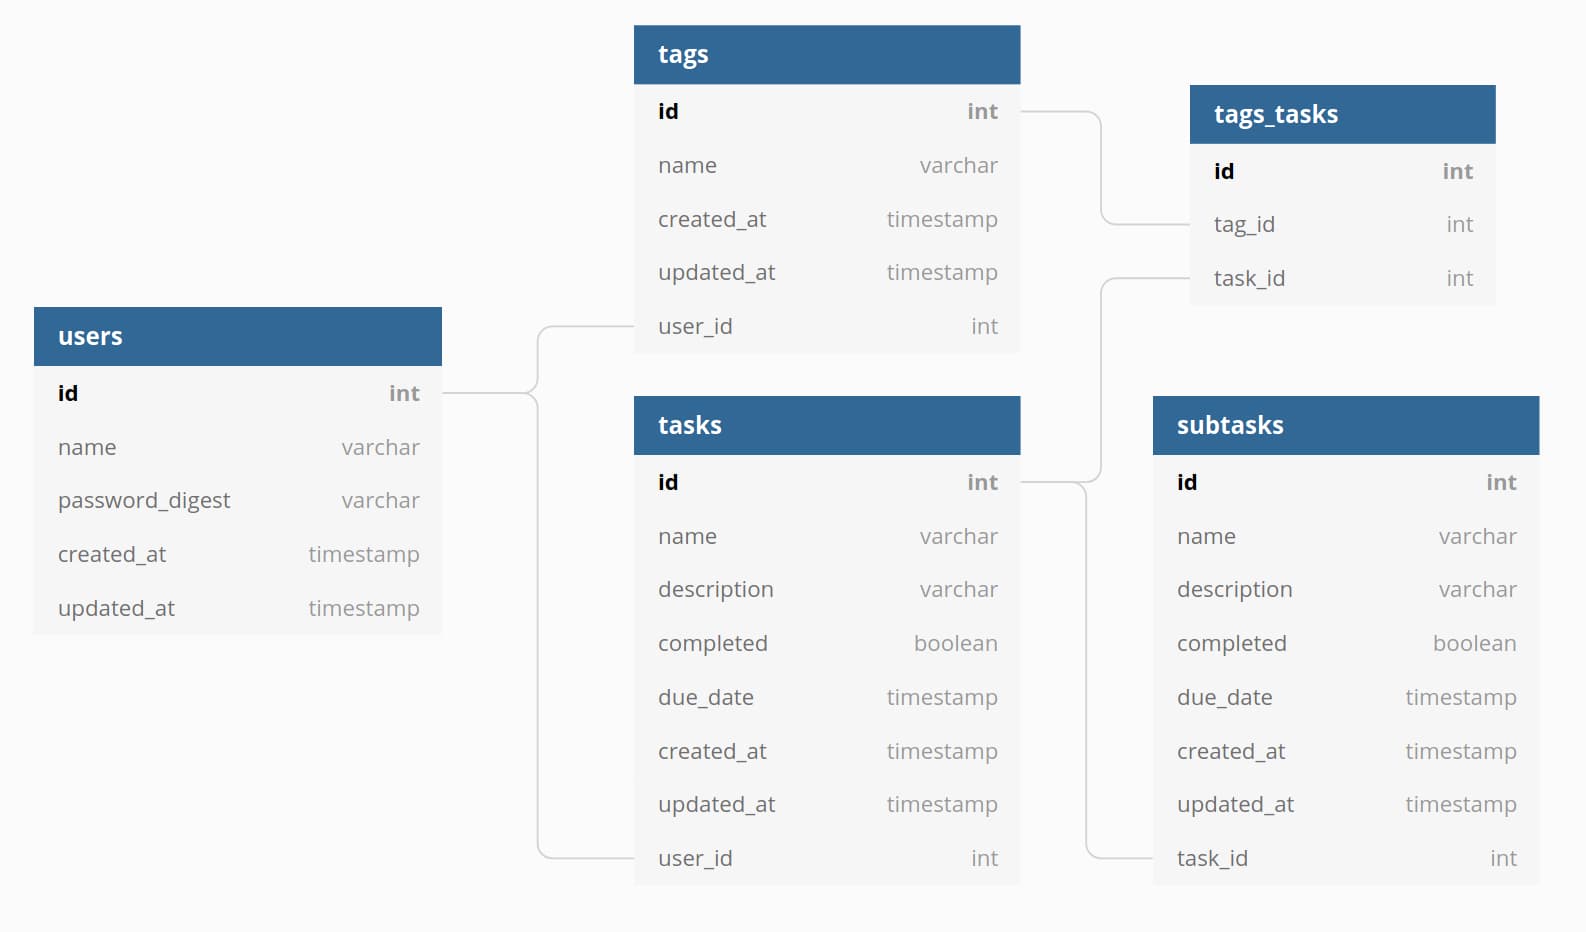 tags
id int
name varchar
created_at timestamp
updated_at timestamp
user_id int
tags_tasks
id int
tag_id int
task_id int
users
id int
name varchar
password_digest varchar
created_at timestamp
updated_at timestamp
tasks
id int
name varchar
description varchar
completed boolean
due_date timestamp
created_at timestamp
updated_at timestamp
user_id int
subtasks
id int
name varchar
description varchar
completed boolean
due_date timestamp
created_at timestamp
updated_at timestamp
task_id int